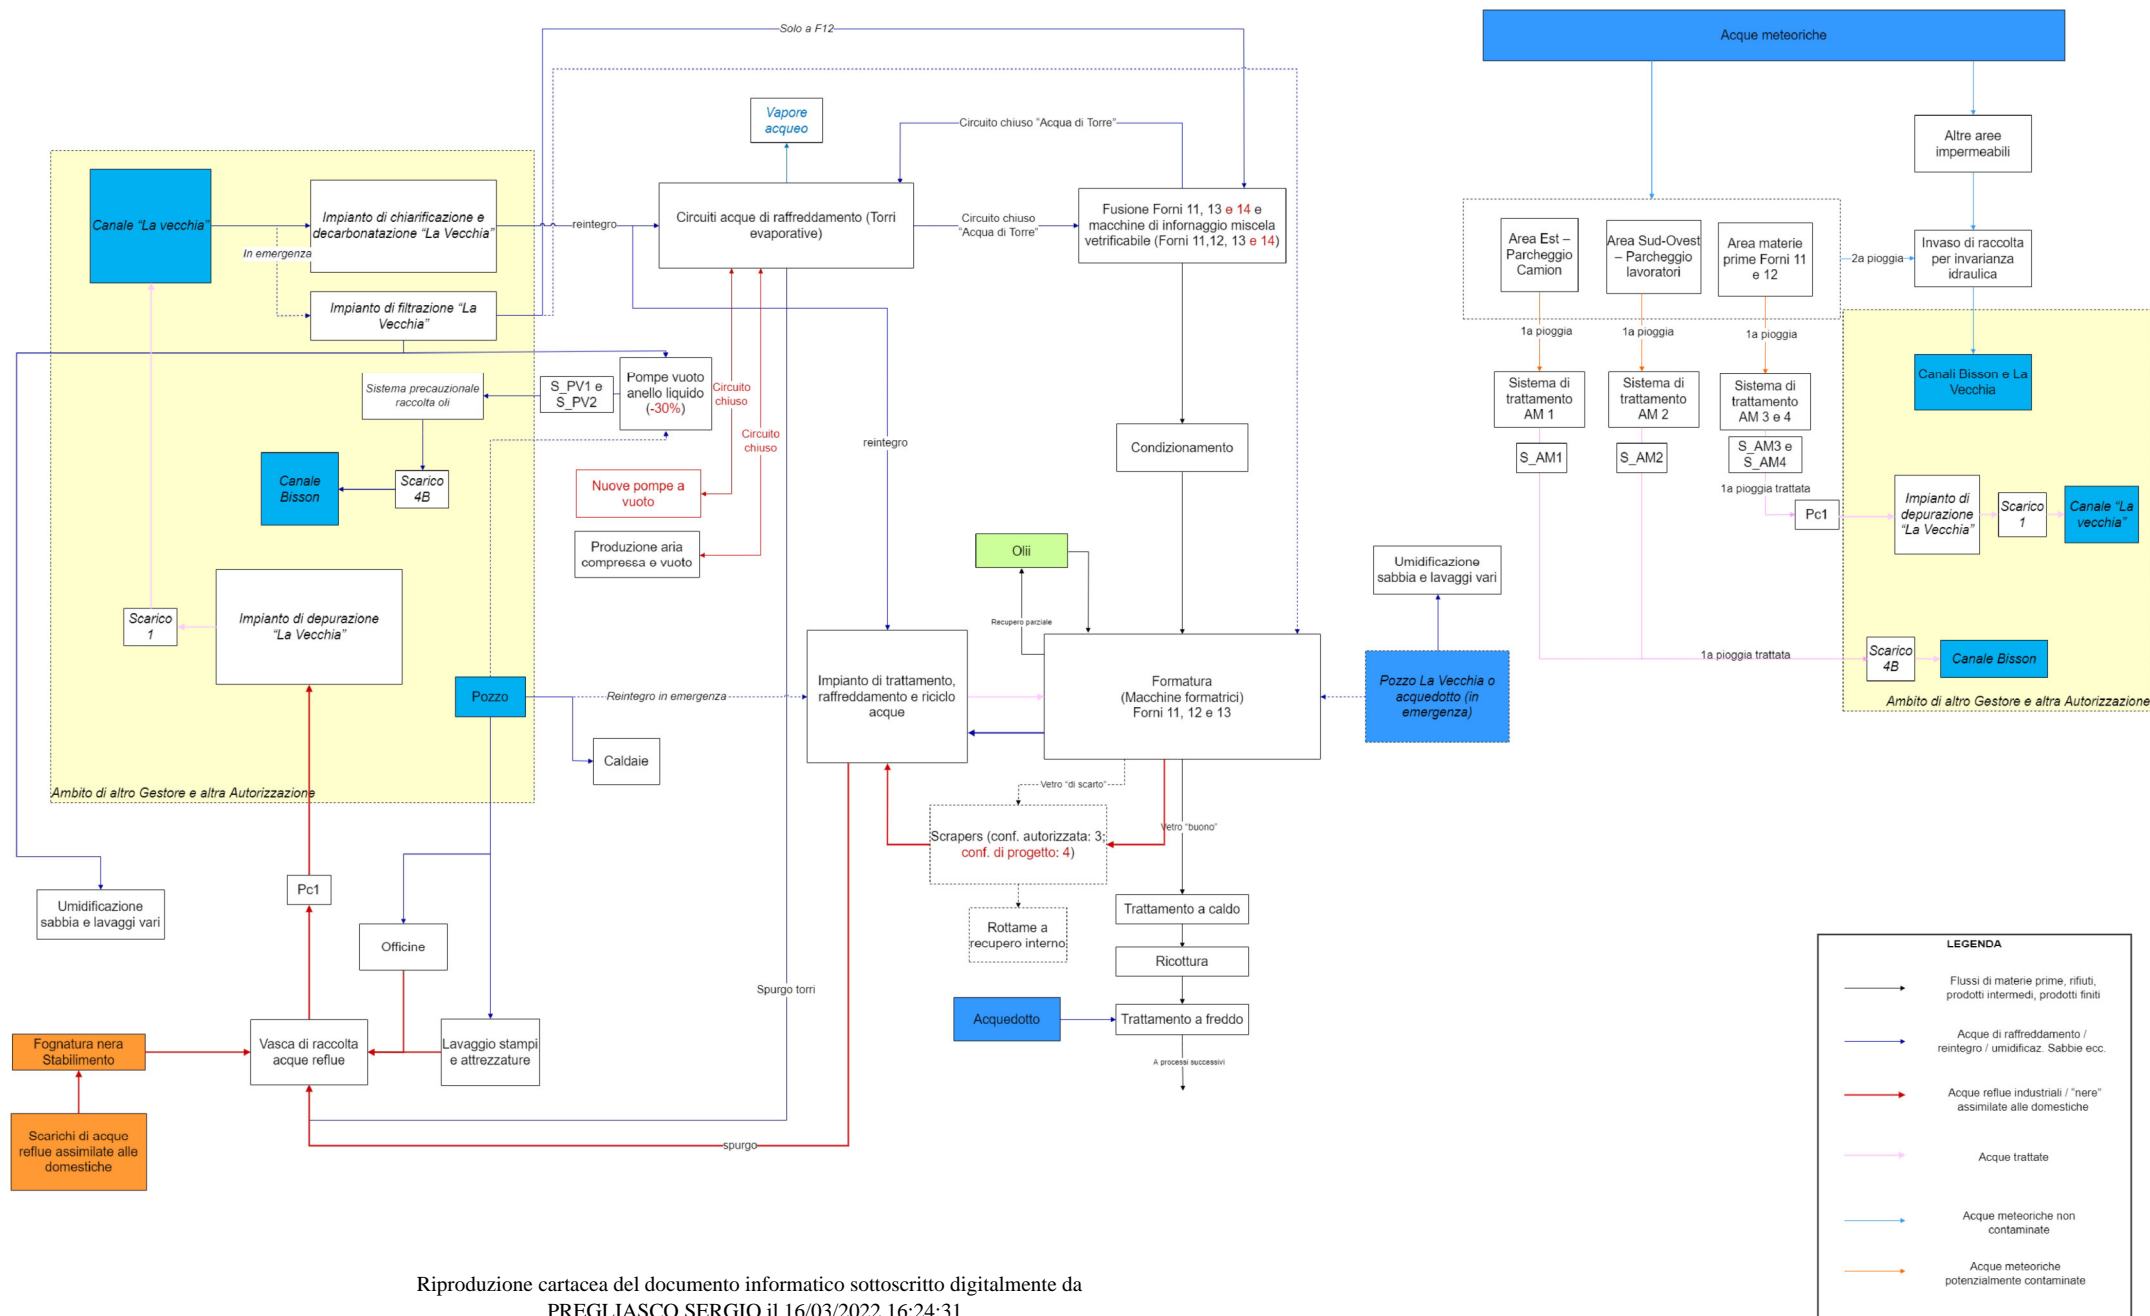 Solo a F12
Acque meteoriche
Vapore
acqueo
Circuito chiuso "Acqua di Torre"
Altre aree
impermeabili
Canale "La vecchia"
Impianto di chiarificazione e
decarbonatazione "La Vecchia"
In emergenza
reintegro
Circuiti acque di raffreddamento (Torri
evaporative)
Circuito chiuso
"Acqua di Torre"
Fusione Forni 11, 13 e 14 e
macchine di infornaggio miscela
vetrificabile (Forni 11,12, 13 e 14)
Area Est –
Parcheggio
Camion
Area Sud-Ovest
– Parcheggio
lavoratori
Area materie
prime Forni 11
e 12
2a pioggia
Invaso di raccolta
per invarianza
idraulica
Impianto di filtrazione "La
Vecchia"
1a pioggia
1a pioggia
1a pioggia
Sistema precauzionale
raccolta oli
S_PV1 e
S_PV2
Pompe vuoto
anello liquido
(-30%)
Circuito
chiuso
Circuito
chiuso
reintegro
Sistema di
trattamento
AM 1
Sistema di
trattamento
AM 2
Sistema di
trattamento
AM 3 e 4
Canali Bisson e La
Vecchia
Condizionamento
S_AM1
S_AM2
S_AM3 e
S_AM4
Canale
Bisson
Scarico
4B
Nuove pompe a
vuoto
1a pioggia trattata
Pc1
Impianto di
depurazione
"La Vecchia"
Scarico
1
Canale "La
vecchia"
Produzione aria
compressa e vuoto
Olii
Recupero parziale
Umidificazione
sabbia e lavaggi vari
Scarico
1
Impianto di depurazione
"La Vecchia"
Pozzo
Reintegro in emergenza
Impianto di trattamento,
raffreddamento e riciclo
acque
Formatura
(Macchine formatrici)
Forni 11, 12 e 13
Pozzo La Vecchia o
acquedotto (in
emergenza)
1a pioggia trattata
Scarico
4B
Canale Bisson
Ambito di altro Gestore e altra Autorizzazione
Caldaie
Ambito di altro Gestore e altra Autorizzazione
Vetro "di scarto"
Vetro "buono"
Scrapers (conf. autorizzata: 3;
conf. di progetto: 4)
Pc1
Umidificazione
sabbia e lavaggi vari
Officine
Rottame a
recupero interno
Trattamento a caldo
Ricottura
Spurgo torri
Acquedotto
Trattamento a freddo
A processi successivi
Fognatura nera
Stabilimento
Vasca di raccolta
acque reflue
Lavaggio stampi
e attrezzature
Scarichi di acque
reflue assimilate alle
domestiche
spurgo
LEGENDA
Flussi di materie prime, rifiuti,
prodotti intermedi, prodotti finiti
Acque di raffreddamento /
reintegro / umidificaz. Sabbie ecc.
Acque reflue industriali / "nere"
assimilate alle domestiche
Acque trattate
Acque meteoriche non
contaminate
Acque meteoriche
potenzialmente contaminate
Riproduzione cartacea del documento informatico sottoscritto digitalmente da
PREGLIASCO SERGIO il 16/03/2022 16:24:31